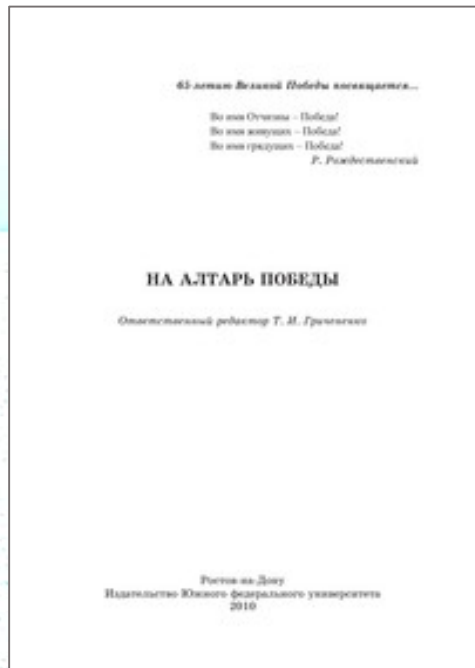 65-летию Великой Победы посвящается...
Во имя Отчизны – Победа!
Во имя живущих – Победа!
Во имя грядущих – Победа!
Р. Рождественский
НА АЛТАРЬ ПОБЕДЫ
Ответственный редактор Т. И.
Ростов-на-Дону
Издательство Южного федерального университета
2010